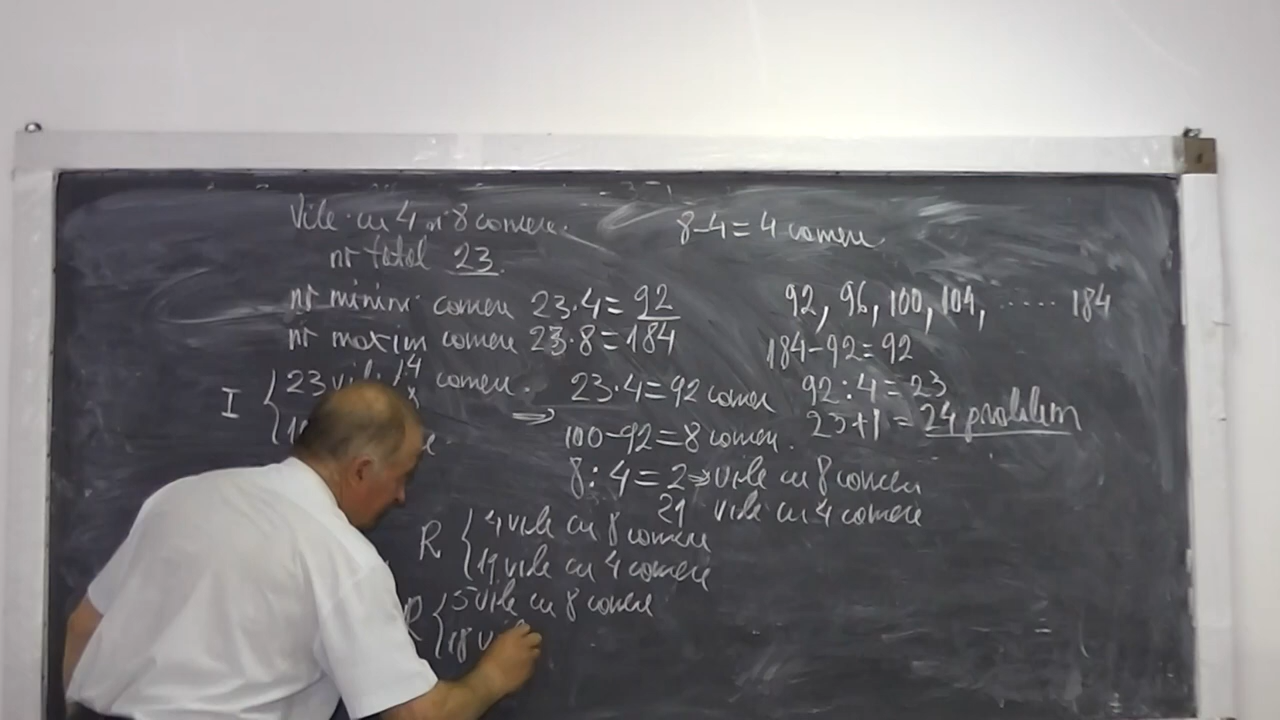 Vile cu 4 și 8 camere.
nr total 23.
nr minim camere 23·4=92
nr maxim camere 23·8=184
I { 23 vile 4 camere.
8-4=4 camere
92, 96, 100, 104, ..... 184
184-92=92
92:4=23
23+1=24 problem
⇒ 23·4=92 camere
100-92=8 camere.
8:4=2⇒vile cu 8 camere
21 vile cu 4 camere
R { 4 vile cu 8 camere
19 vile cu 4 camere
R { 5 vile cu 8 camere
18 vil